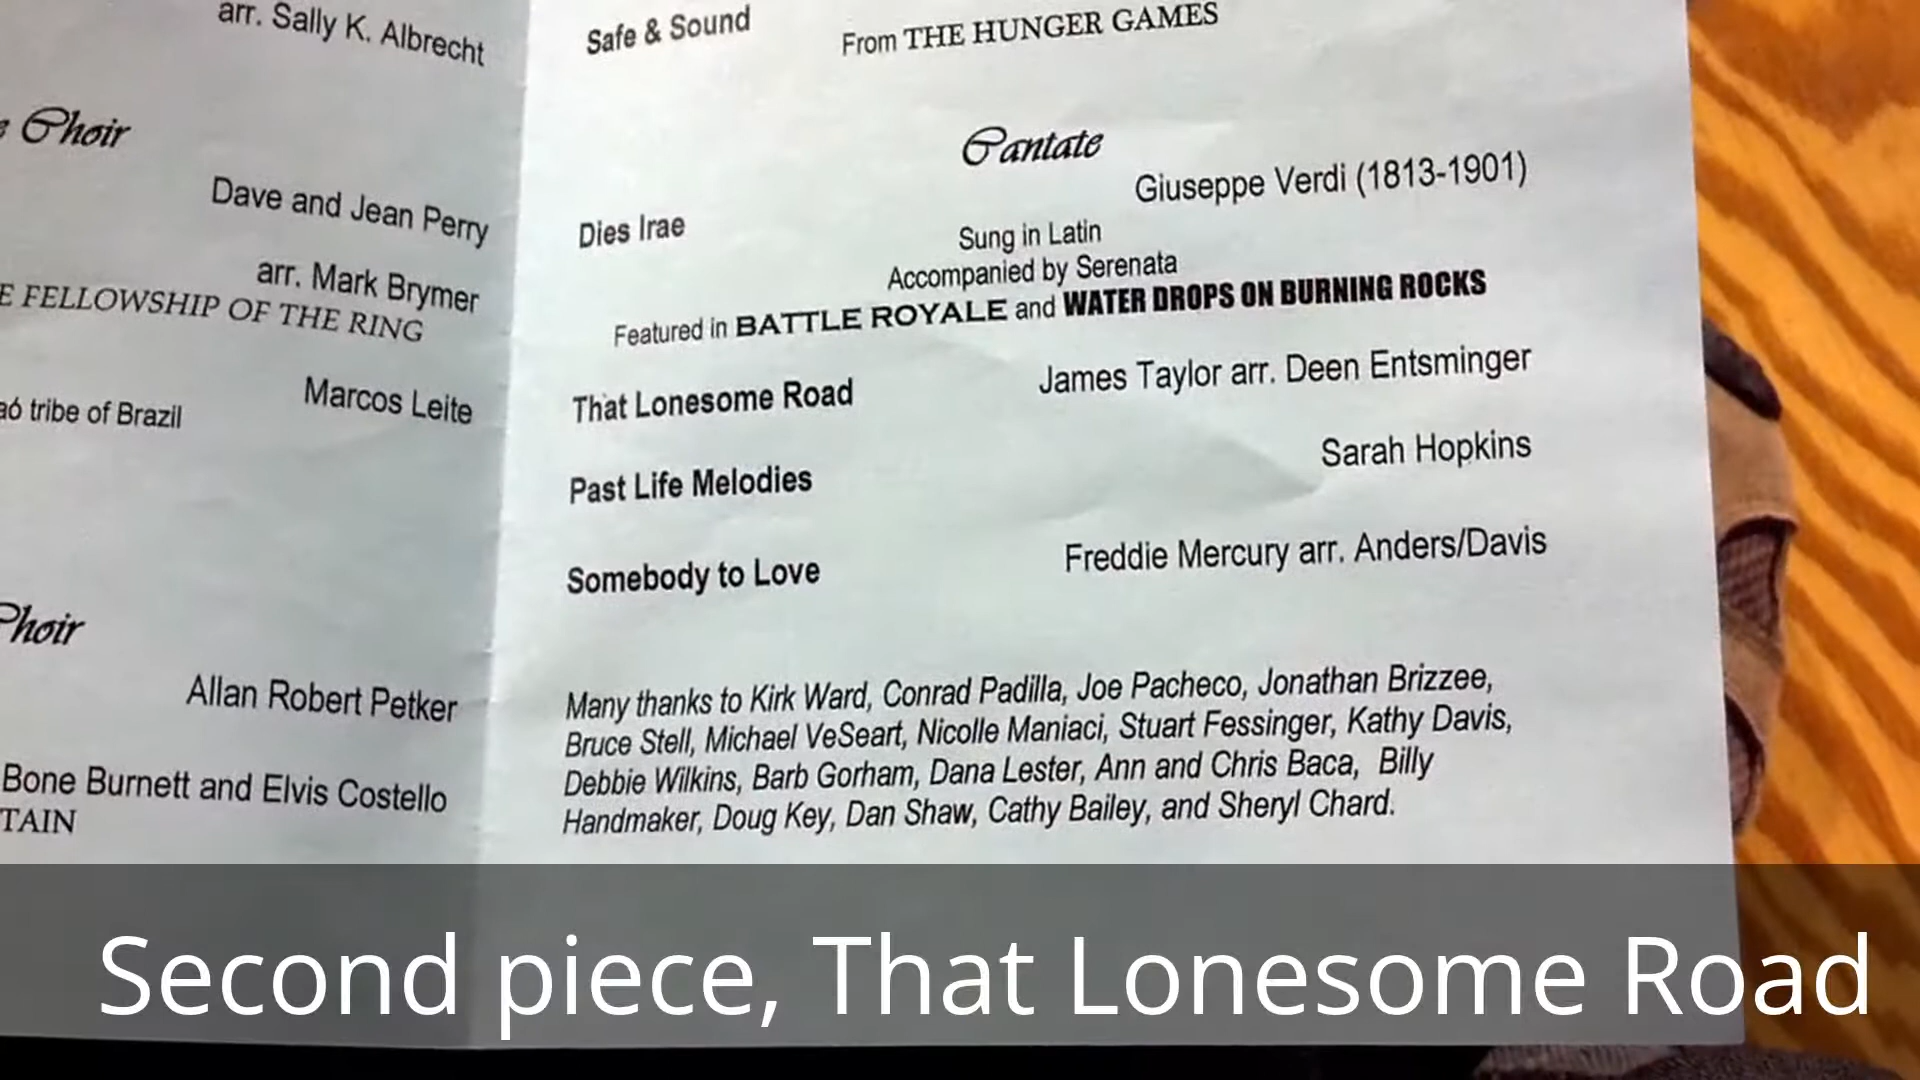 arr. Sally K. Albrecht
Choir
Dave and Jean Perry
arr. Mark Brymer
FELLOWSHIP OF THE RING
Marcos Leite
tribe of Brazil
Choir
Allan Robert Petker
Bone Burnett and Elvis Costello
TAIN
Safe & Sound
From THE HUNGER GAMES
Cantate
Giuseppe Verdi (1813-1901)
Dies Irae
Sung in Latin
Accompanied by Serenata
Featured in BATTLE ROYALE and WATER DROPS ON BURNING ROCKS
That Lonesome Road James Taylor arr. Deen Entsminger
Past Life Melodies Sarah Hopkins
Somebody to Love Freddie Mercury arr. Anders/Davis
Many thanks to Kirk Ward, Conrad Padilla, Joe Pacheco, Jonathan Brizzee,
Bruce Stell, Michael VeSeart, Nicolle Maniaci, Stuart Fessinger, Kathy Davis,
Debbie Wilkins, Barb Gorham, Dana Lester, Ann and Chris Baca, Billy
Handmaker, Doug Key, Dan Shaw, Cathy Bailey, and Sheryl Chard.
Second piece, That Lonesome Road